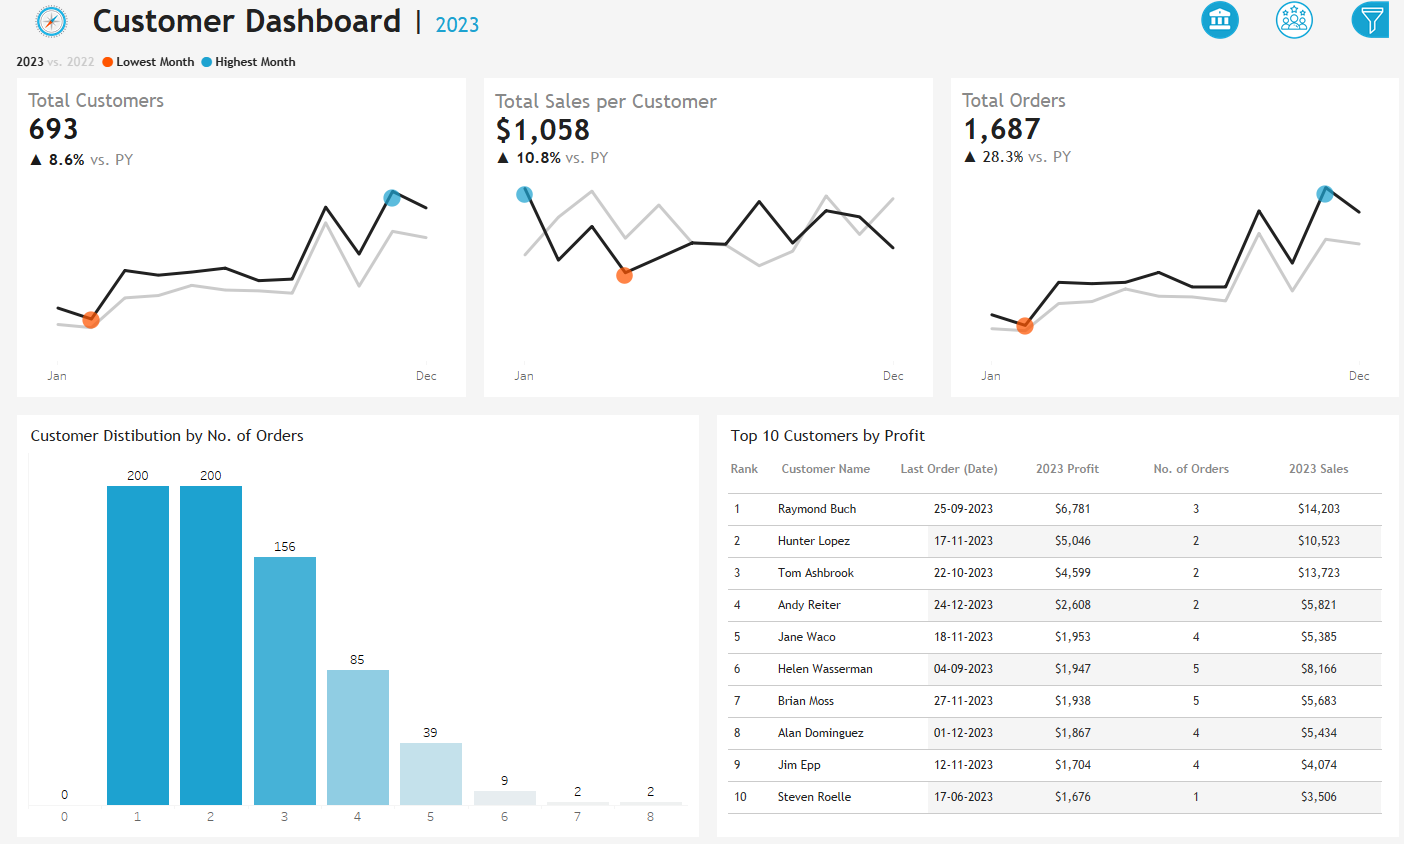 Customer Dashboard | 2023
2023 vs. 2022 Lowest Month Highest Month
Total Customers
693
▲ 8.6% vs. PY
Jan Dec
Total Sales per Customer
$1,058
▲ 10.8% vs. PY
Jan Dec
Total Orders
1,687
▲ 28.3% vs. PY
Jan Dec
Customer Distibution by No. of Orders
200 200
156
85
39
9
2 2
0
0 1 2 3 4 5 6 7 8
Top 10 Customers by Profit
Rank Customer Name Last Order (Date) 2023 Profit No. of Orders 2023 Sales
1 Raymond Buch 25-09-2023 $6,781 3 $14,203
2 Hunter Lopez 17-11-2023 $5,046 2 $10,523
3 Tom Ashbrook 22-10-2023 $4,599 2 $13,723
4 Andy Reiter 24-12-2023 $2,608 2 $5,821
5 Jane Waco 18-11-2023 $1,953 4 $5,385
6 Helen Wasserman 04-09-2023 $1,947 5 $8,166
7 Brian Moss 27-11-2023 $1,938 5 $5,683
8 Alan Dominguez 01-12-2023 $1,867 4 $5,434
9 Jim Epp 12-11-2023 $1,704 4 $4,074
10 Steven Roelle 17-06-2023 $1,676 1 $3,506